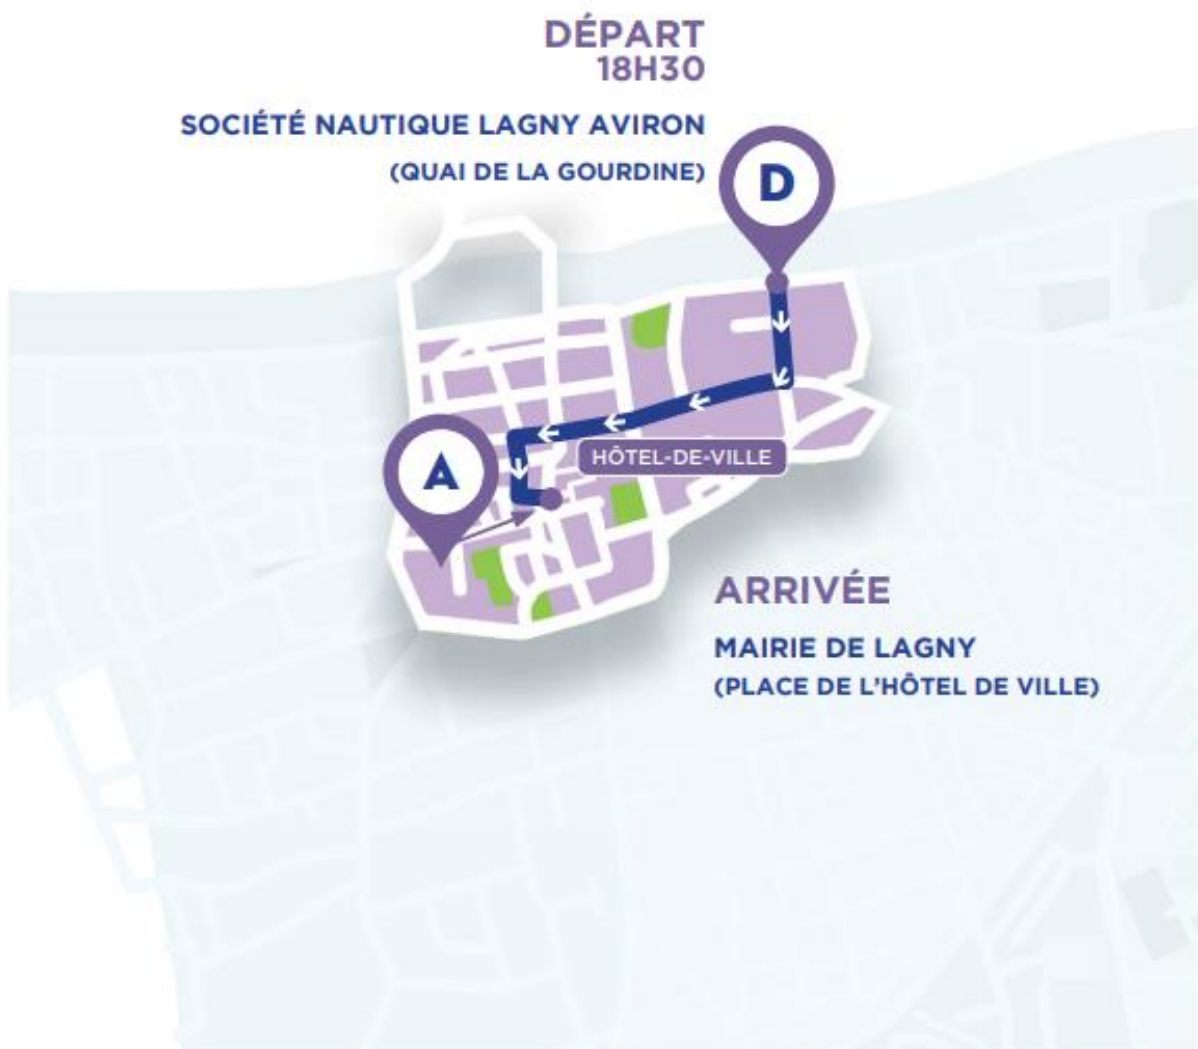 DÉPART
18H30
SOCIÉTÉ NAUTIQUE LAGNY AVIRON
(QUAI DE LA GOURDINE)
D
A
HÔTEL-DE-VILLE
ARRIVÉE
MAIRIE DE LAGNY
(PLACE DE L'HÔTEL DE VILLE)